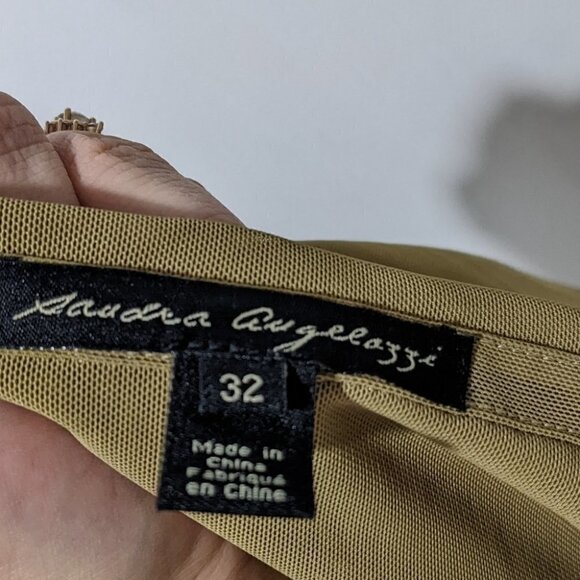 Sandra Angelozzi
32
Made in
China
Fabriqué
en Chine